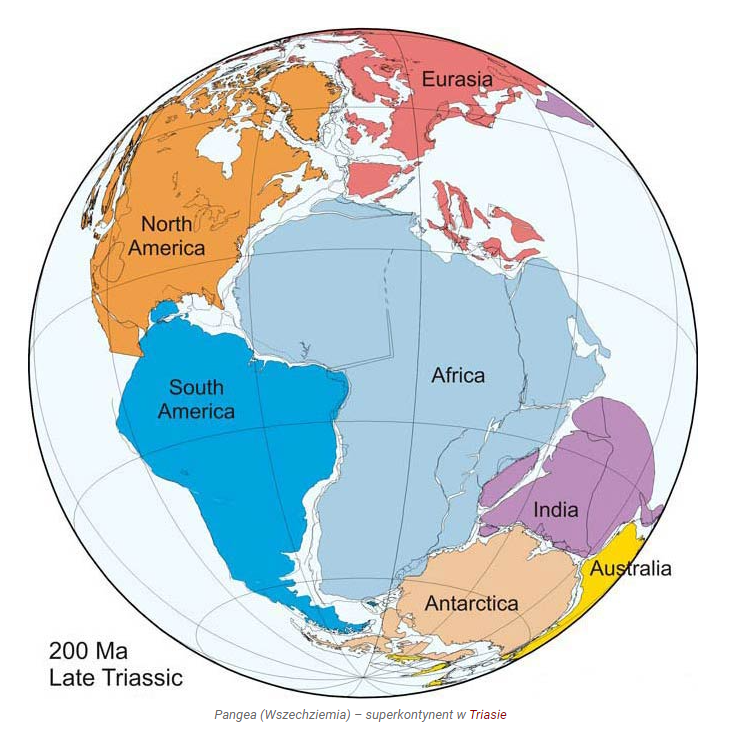 Eurasia
North
America
Africa
South
America
India
Australia
Antarctica
200 Ma
Late Triassic
Pangea (Wszechziemia) – superkontynent w Triasie